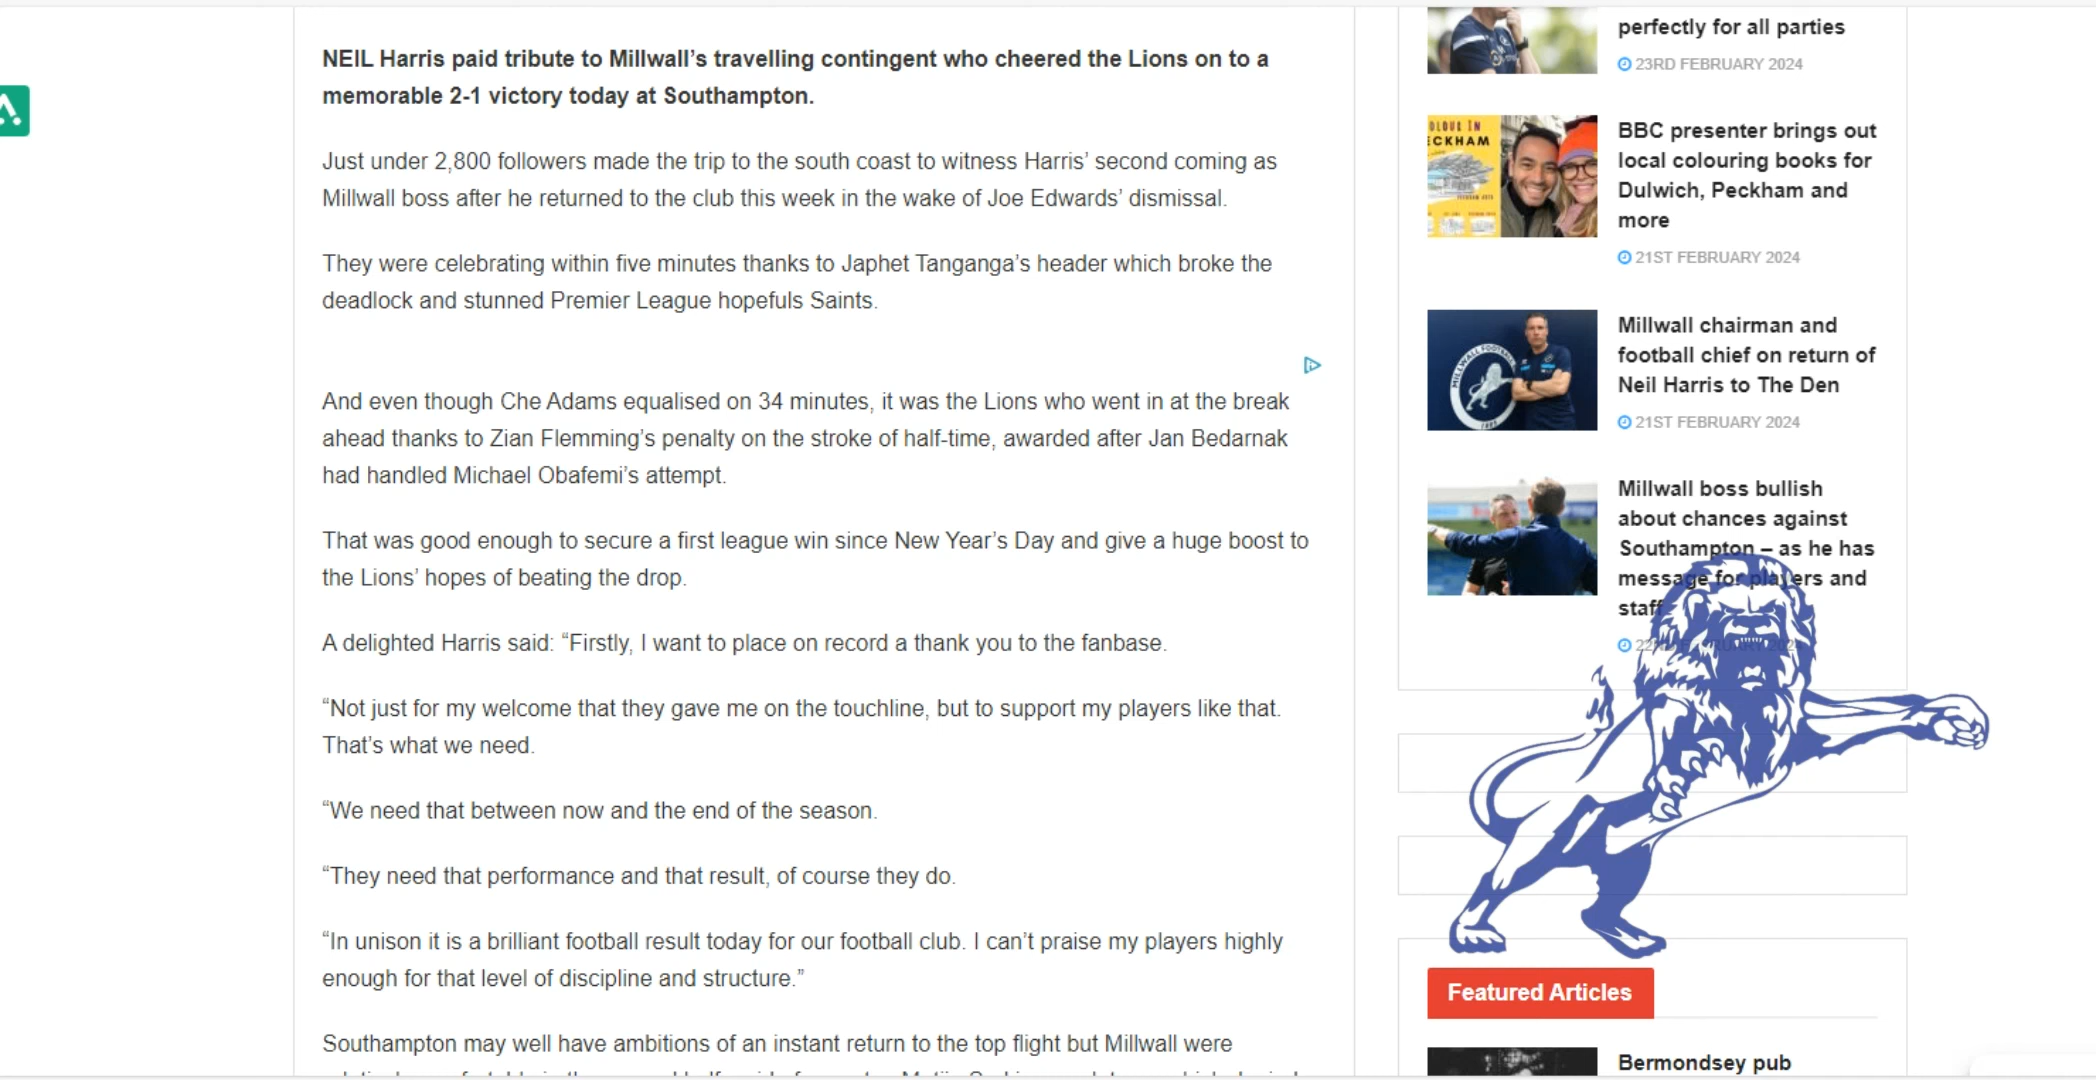 NEIL Harris paid tribute to Millwall’s travelling contingent who cheered the Lions on to a
memorable 2-1 victory today at Southampton.
Just under 2,800 followers made the trip to the south coast to witness Harris’ second coming as
Millwall boss after he returned to the club this week in the wake of Joe Edwards’ dismissal.
They were celebrating within five minutes thanks to Japhet Tanganga’s header which broke the
deadlock and stunned Premier League hopefuls Saints.
And even though Che Adams equalised on 34 minutes, it was the Lions who went in at the break
ahead thanks to Zian Flemming’s penalty on the stroke of half-time, awarded after Jan Bedarnak
had handled Michael Obafemi’s attempt.
That was good enough to secure a first league win since New Year’s Day and give a huge boost to
the Lions’ hopes of beating the drop.
A delighted Harris said: “Firstly, I want to place on record a thank you to the fanbase.
“Not just for my welcome that they gave me on the touchline, but to support my players like that.
That’s what we need.
“We need that between now and the end of the season.
“They need that performance and that result, of course they do.
“In unison it is a brilliant football result today for our football club. I can’t praise my players highly
enough for that level of discipline and structure.”
Southampton may well have ambitions of an instant return to the top flight but Millwall were
perfectly for all parties
23RD FEBRUARY 2024
ECKHAM
BBC presenter brings out
local colouring books for
Dulwich, Peckham and
more
21ST FEBRUARY 2024
MILLWALL FOOTBALL
Millwall chairman and
football chief on return of
Neil Harris to The Den
21ST FEBRUARY 2024
Millwall boss bullish
about chances against
Southampton – as he has
message for players and
staff
Featured Articles
Bermondsey pub